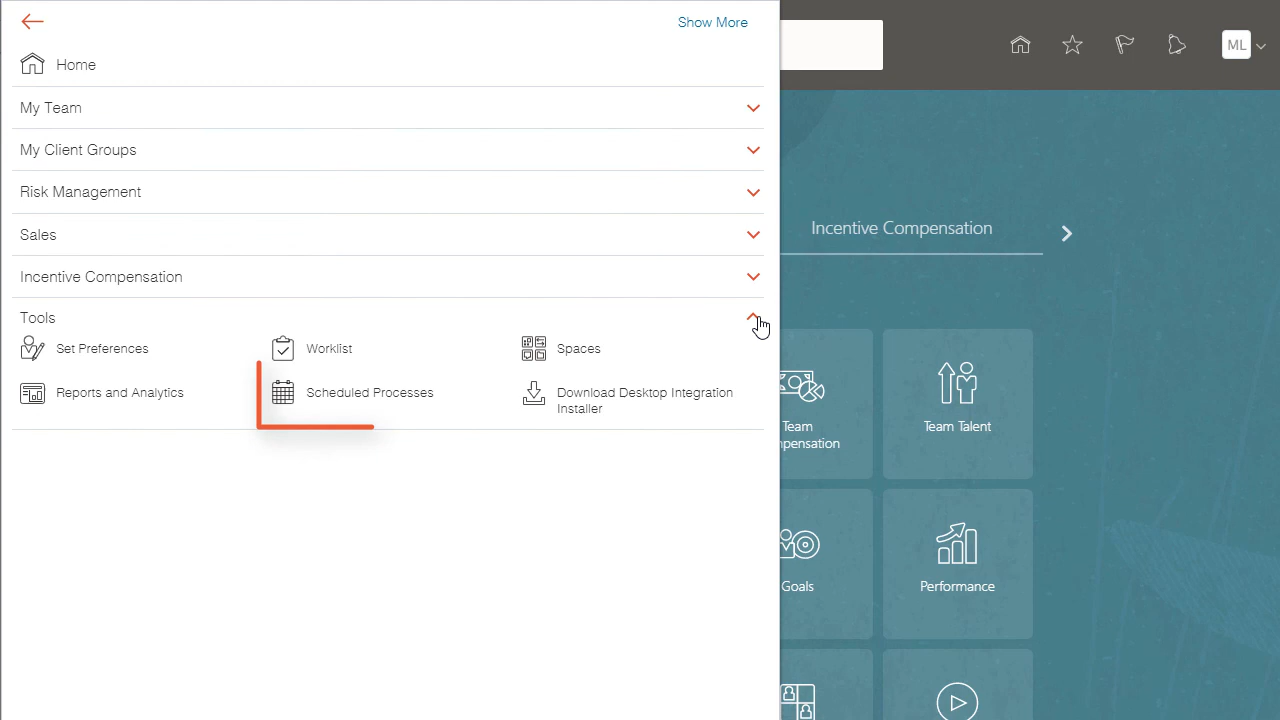 Show More
Home
My Team
My Client Groups
Risk Management
Sales
Incentive Compensation
Tools
Set Preferences
Worklist
Spaces
Reports and Analytics
Scheduled Processes
Download Desktop Integration
Installer
ML
Incentive Compensation
Team
pensation
Team Talent
Goals
Performance